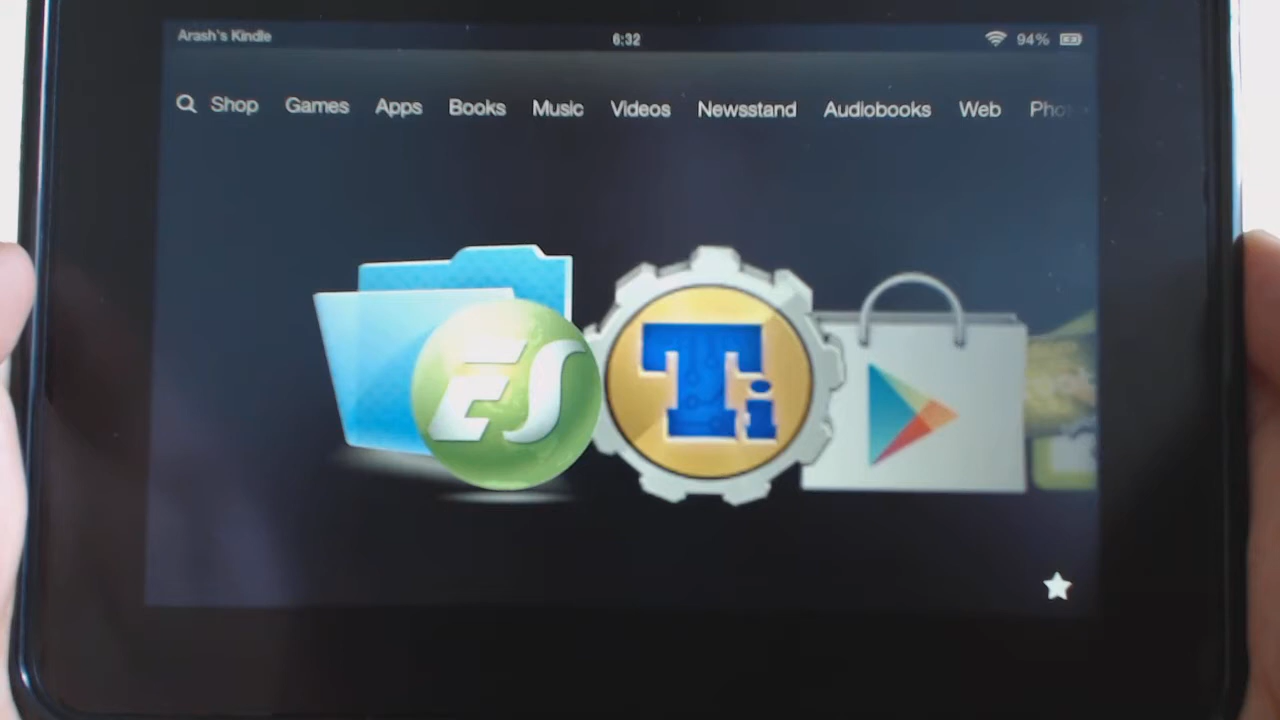 Arash's Kindle 6:32 94%
Shop Games Apps Books Music Videos Newsstand Audiobooks Web Pho
ES Ti